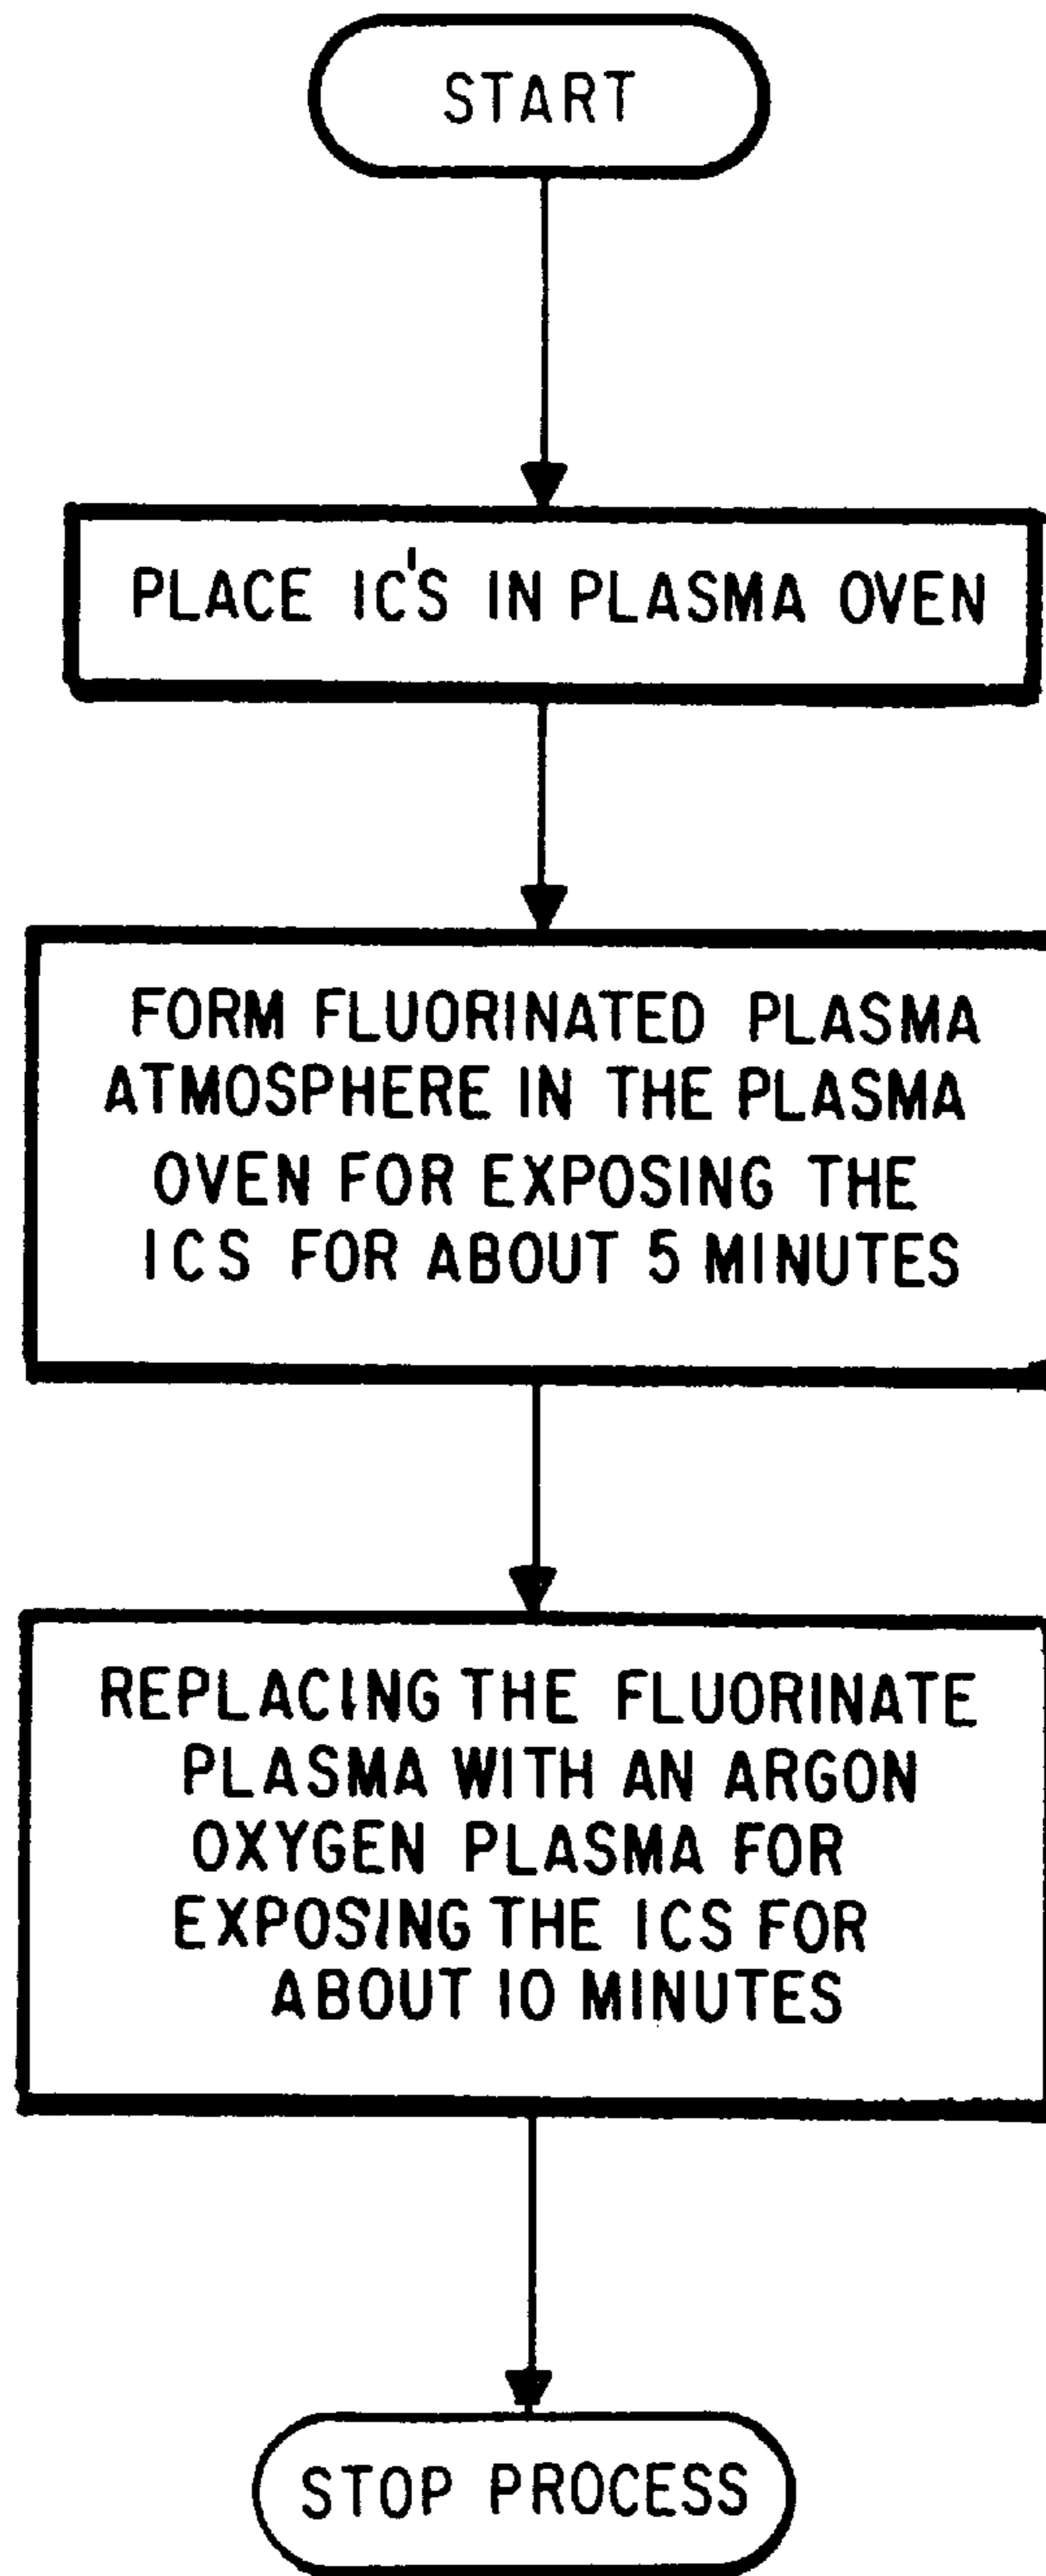 START
PLACE IC'S IN PLASMA OVEN
FORM FLUORINATED PLASMA
ATMOSPHERE IN THE PLASMA
OVEN FOR EXPOSING THE
ICS FOR ABOUT 5 MINUTES
REPLACING THE FLUORINATE
PLASMA WITH AN ARGON
OXYGEN PLASMA FOR
EXPOSING THE ICS FOR
ABOUT 10 MINUTES
STOP PROCESS